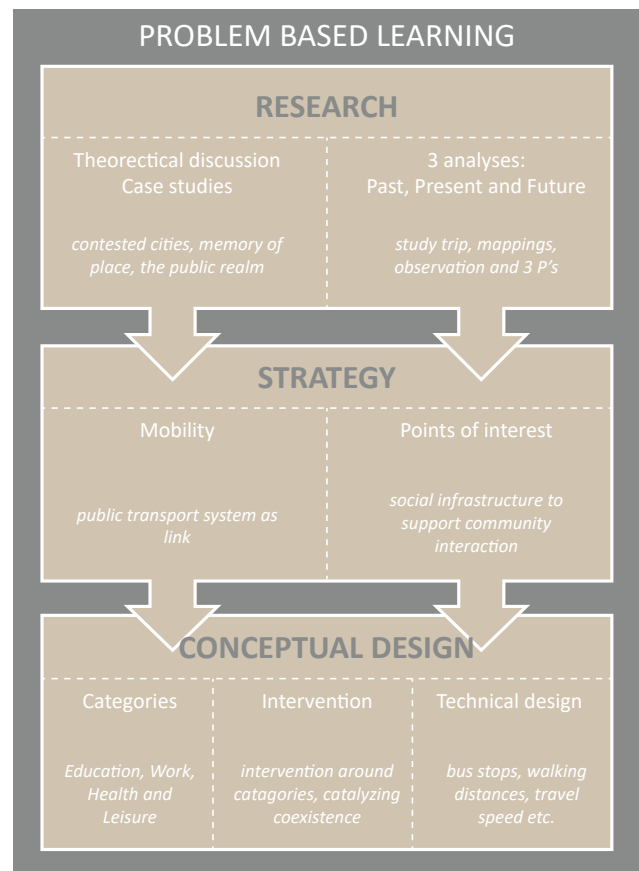 PROBLEM BASED LEARNING
RESEARCH
Theorectical discussion
Case studies
contested cities, memory of
place, the public realm
3 analyses:
Past, Present and Future
study trip, mappings,
observation and 3 P's
STRATEGY
Mobility
public transport system as
link
Points of interest
social infrastructure to
support community
interaction
CONCEPTUAL DESIGN
Categories
Education, Work,
Health and
Leisure
Intervention
intervention around
catagories, catalyzing
coexistence
Technical design
bus stops, walking
distances, travel
speed etc.